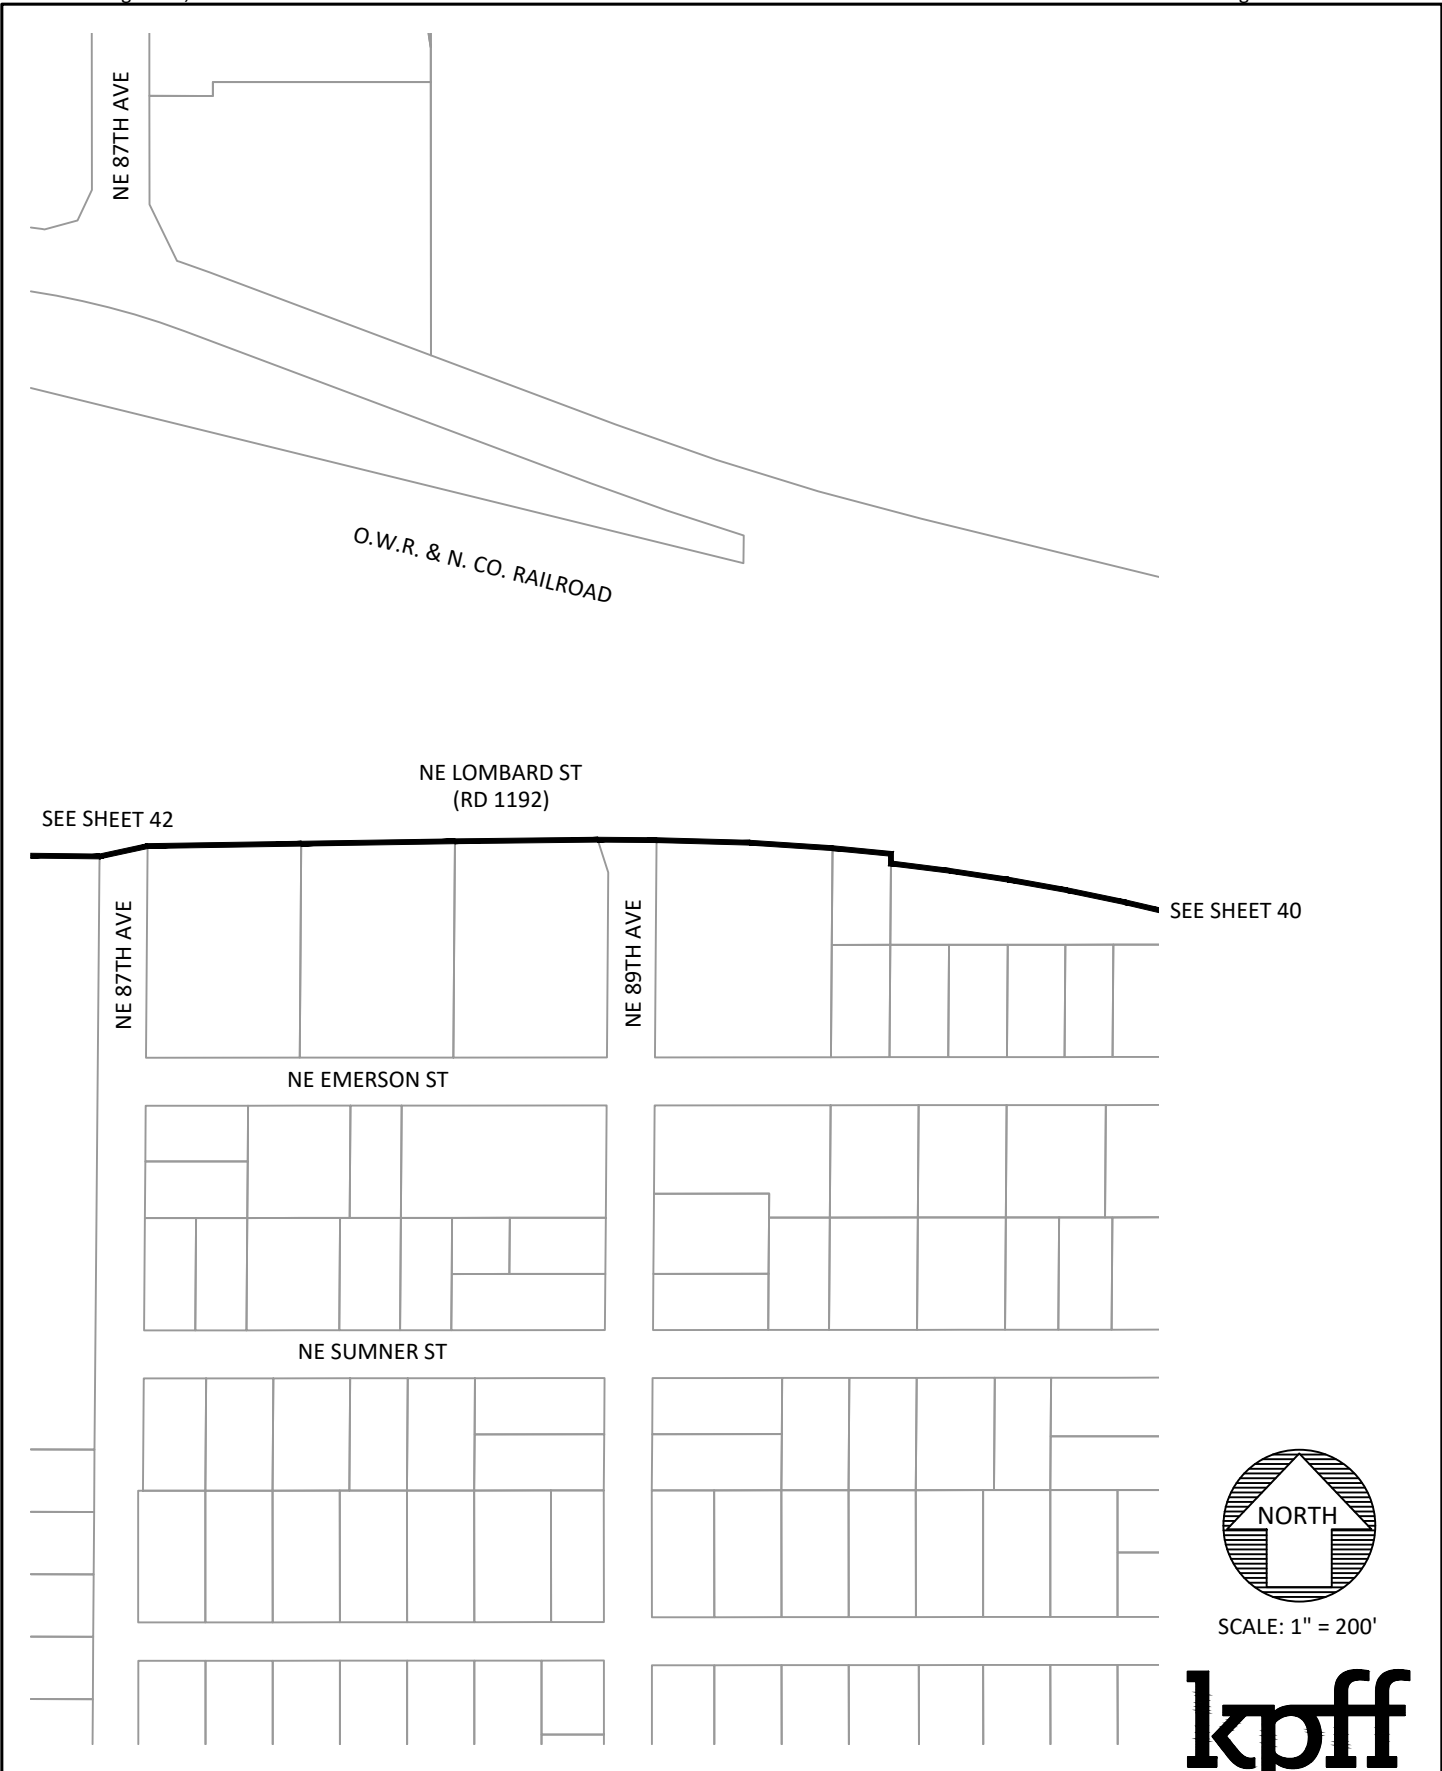 NE 87TH AVE
O.W.R. & N. CO. RAILROAD
NE LOMBARD ST
(RD 1192)
SEE SHEET 42
SEE SHEET 40
NE 87TH AVE
NE 89TH AVE
NE EMERSON ST
NE SUMNER ST
NORTH
SCALE: 1" = 200'
kpff